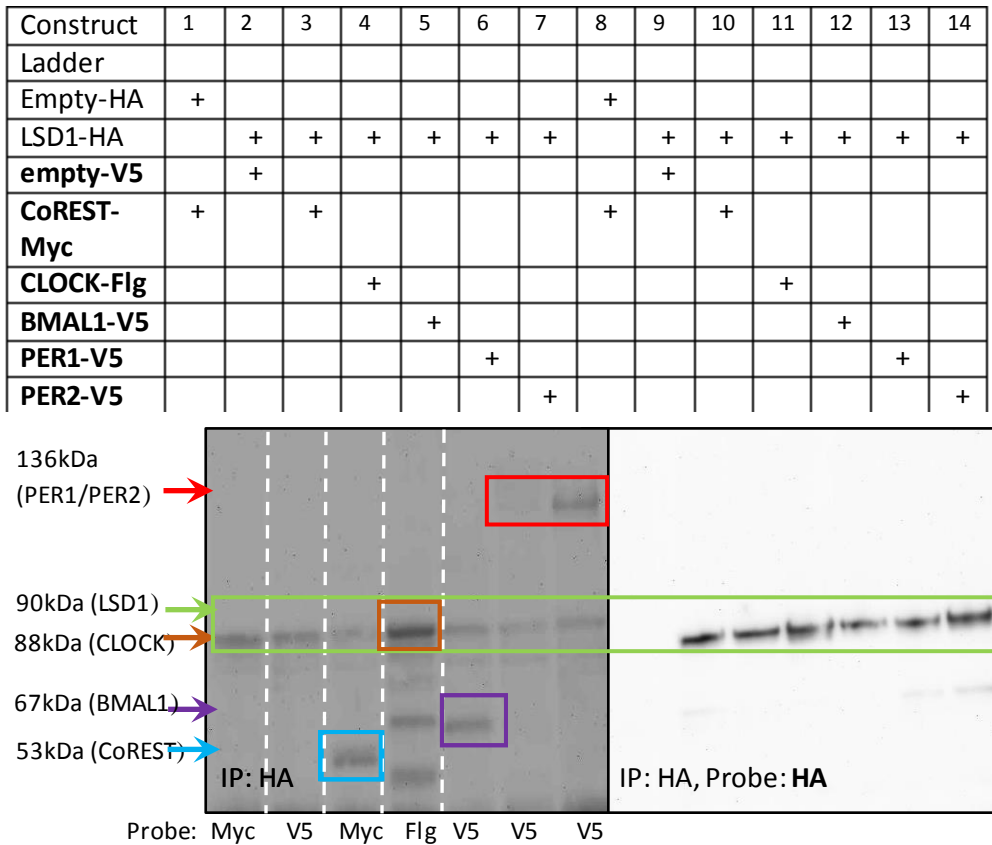 Construct 1 2 3 4 5 6 7 8 9 10 11 12 13 14
Ladder
Empty-HA + +
LSD1-HA + + + + + + + + + + + +
empty-V5 + +
CoREST- + + + +
Myc
CLOCK-Flg + +
BMAL1-V5 + +
PER1-V5 + +
PER2-V5 + +
136kDa
(PER1/PER2)
90kDa (LSD1)
88kDa (CLOCK)
67kDa (BMAL1)
53kDa (CoREST)
IP: HA
IP: HA, Probe: HA
Probe: Myc V5 Myc Flg V5 V5 V5